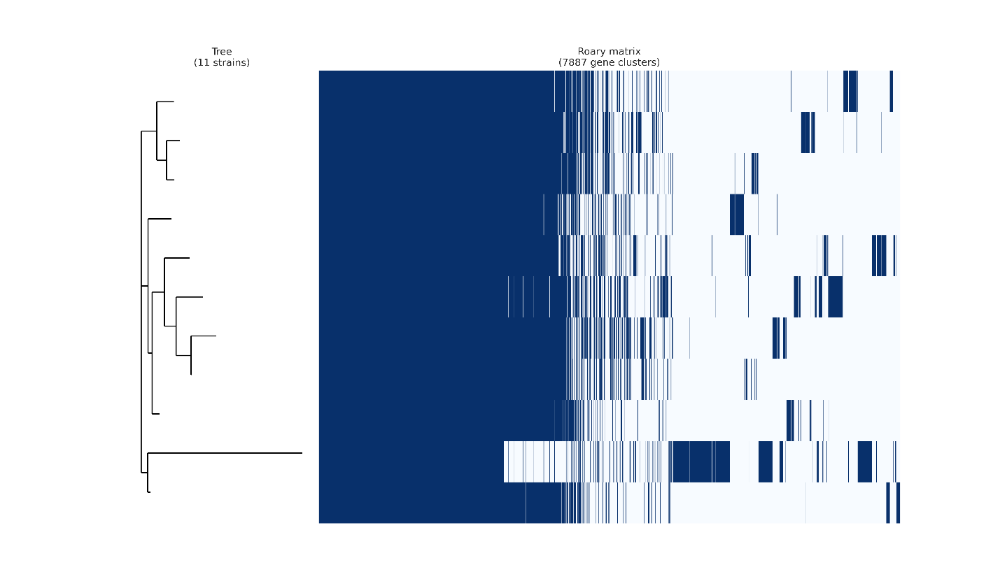 Tree
(11 strains)
Roary matrix
(7887 gene clusters)